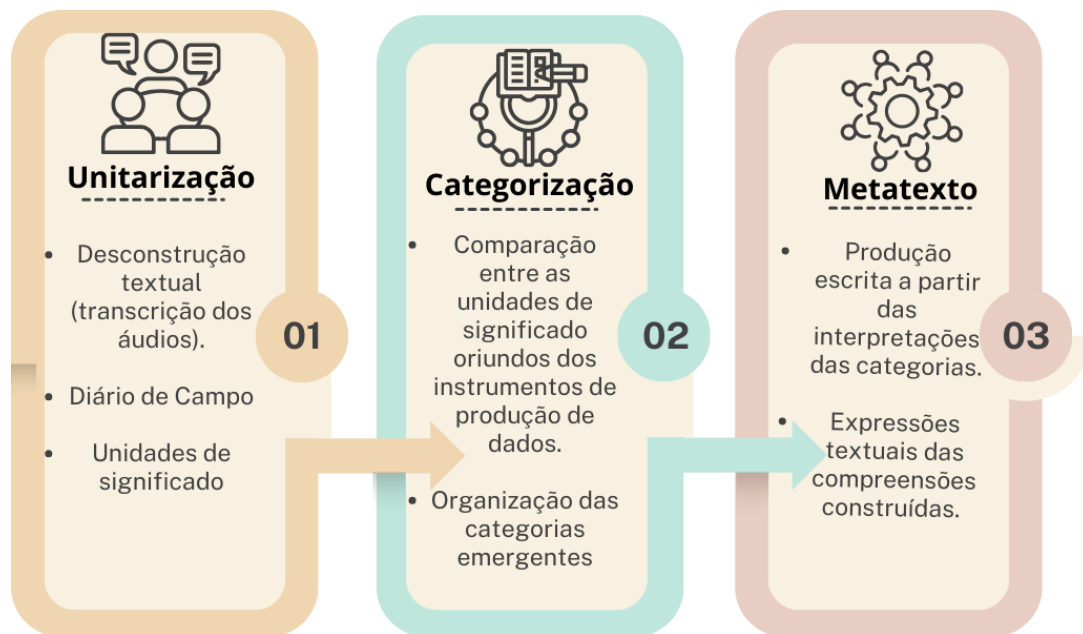 Unitarização
• Desconstrução
textual
(transcrição dos
áudios).
• Diário de Campo
• Unidades de
significado
01
Categorização
• Comparação
entre as
unidades de
significado
oriundos dos
instrumentos de
produção de
dados.
• Organização das
categorias
emergentes
02
Metatexto
• Produção
escrita a partir
das
interpretações
das categorias.
• Expressões
textuais das
compreensões
construídas.
03